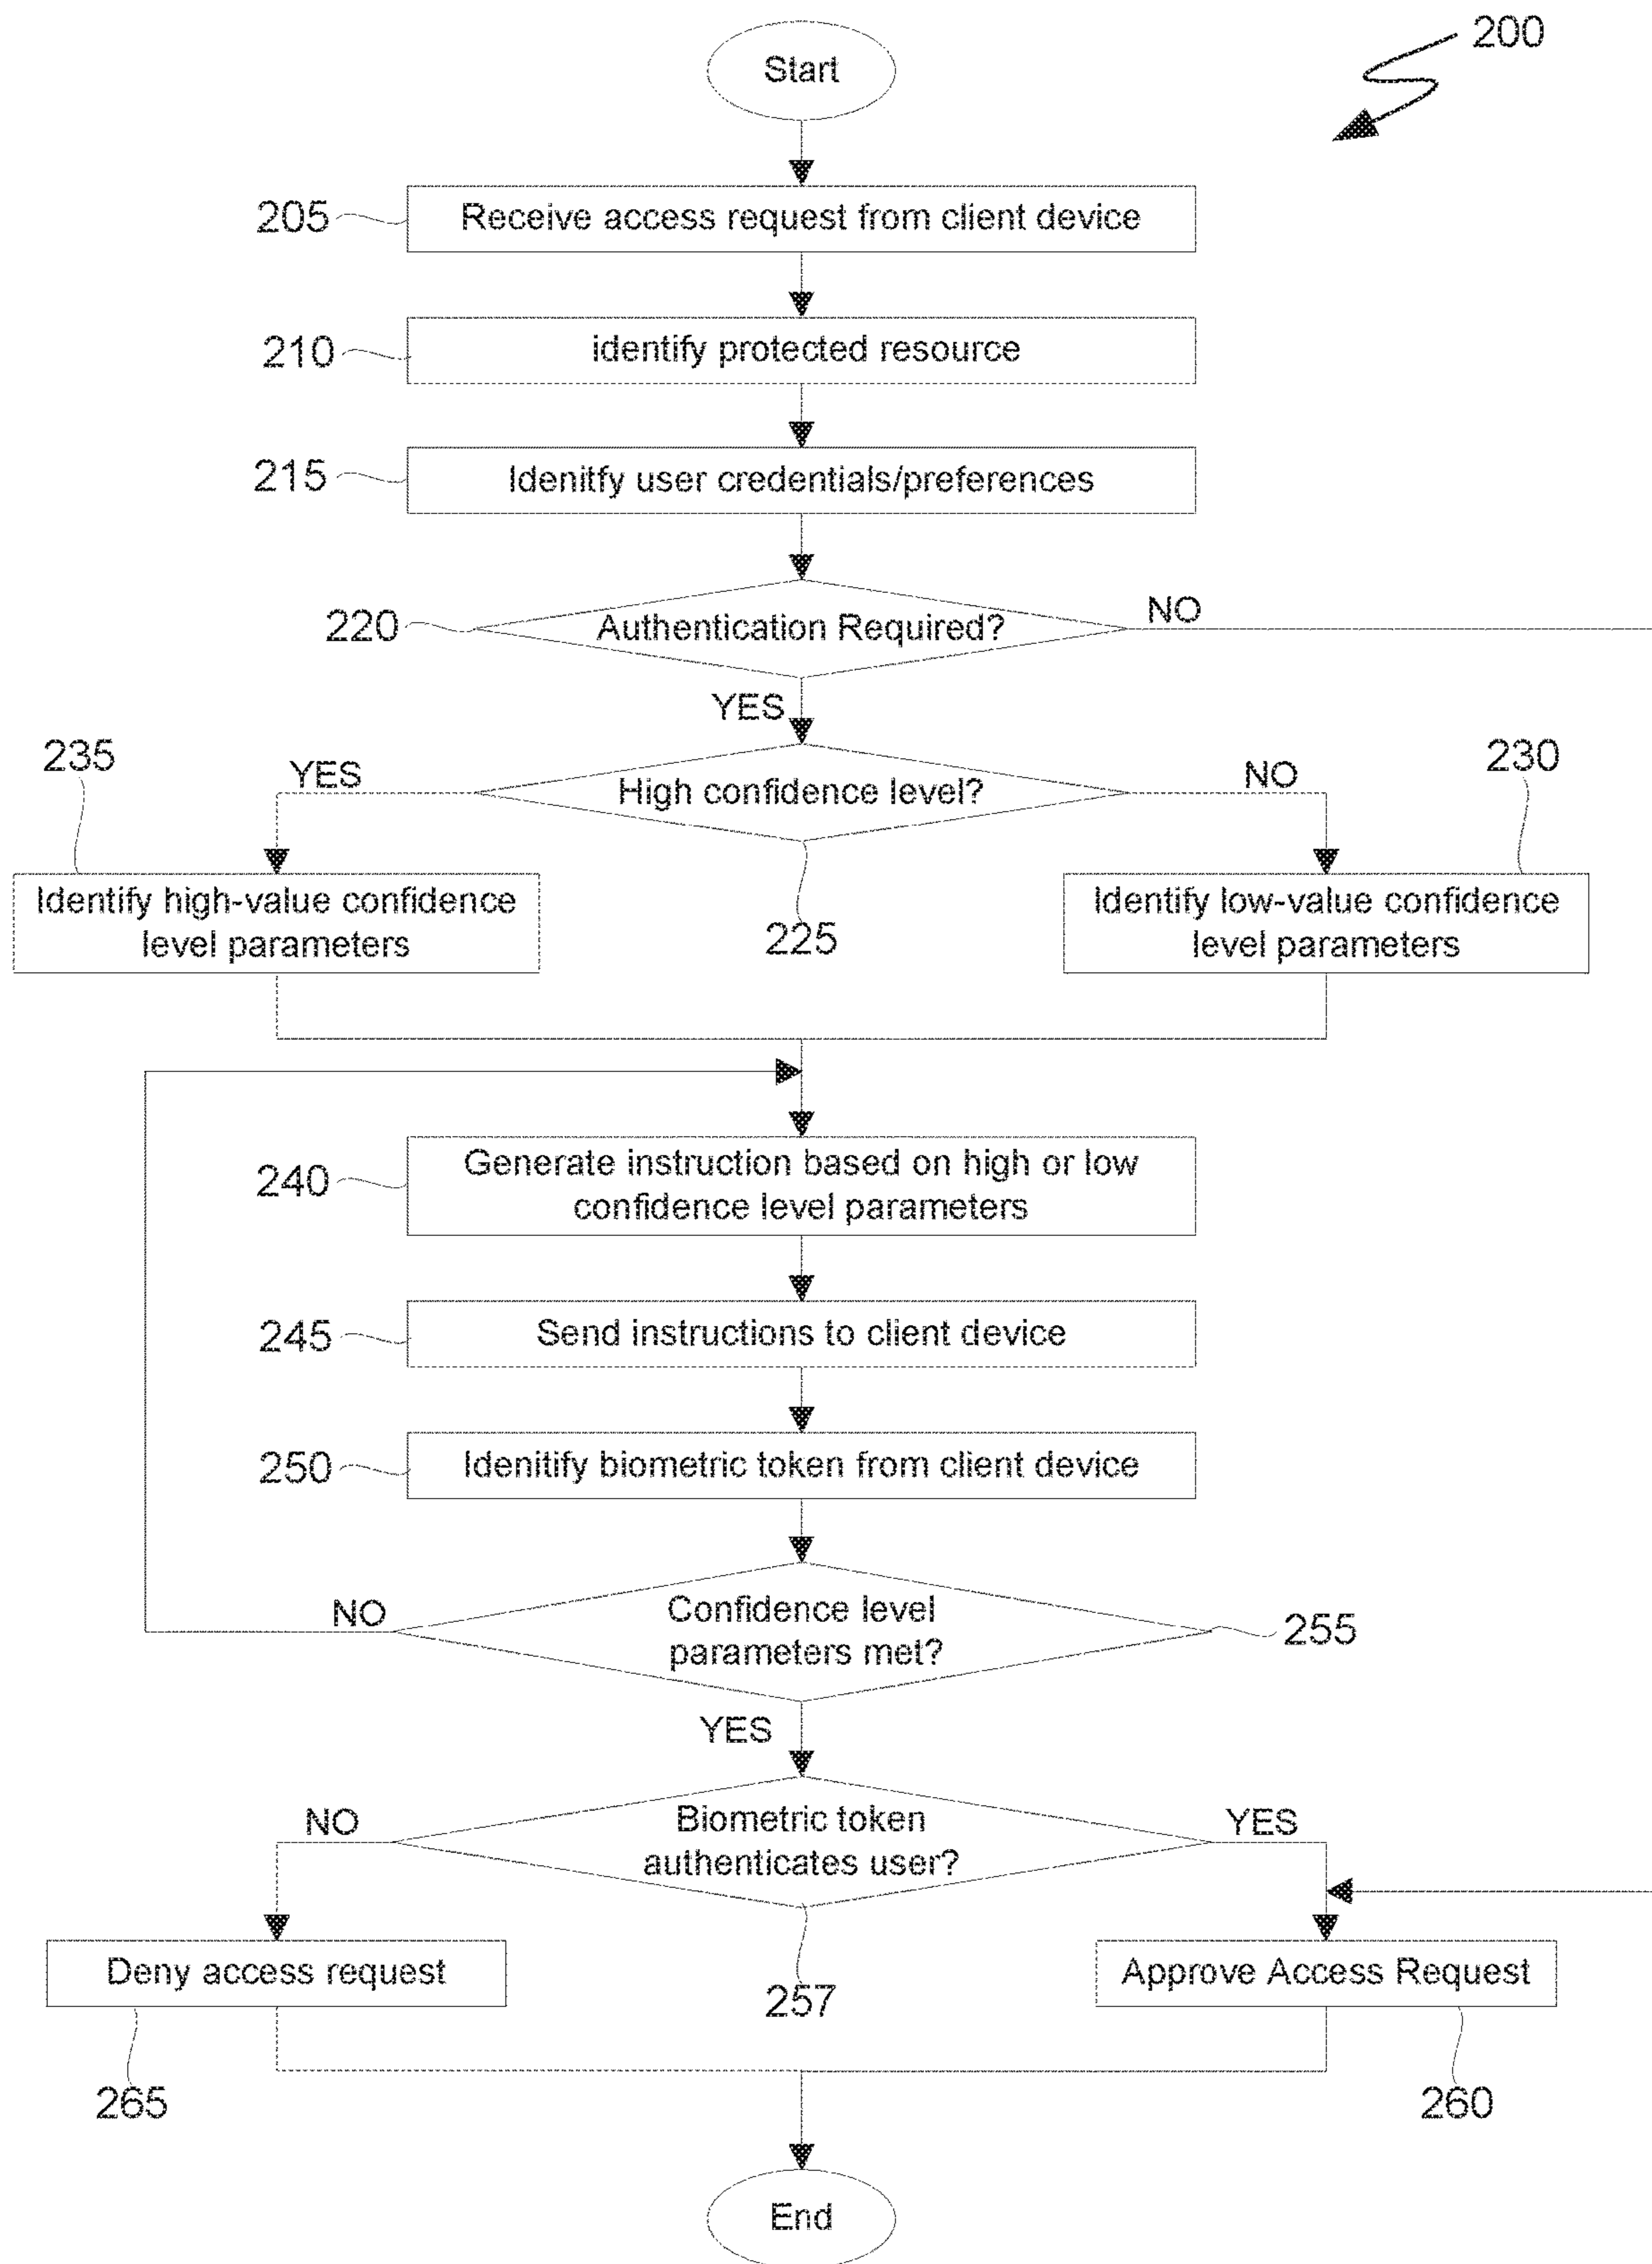 200
Start
205
Receive access request from client device
210
identify protected resource
215
Idenitfy user credentials/preferences
220
Authentication Required?
NO
YES
235
YES
High confidence level?
NO
230
Identify high-value confidence
level parameters
225
Identify low-value confidence
level parameters
240
Generate instruction based on high or low
confidence level parameters
245
Send instructions to client device
250
Idenitify biometric token from client device
NO
Confidence level
parameters met?
255
YES
NO
Biometric token
authenticates user?
YES
Deny access request
257
Approve Access Request
265
260
End